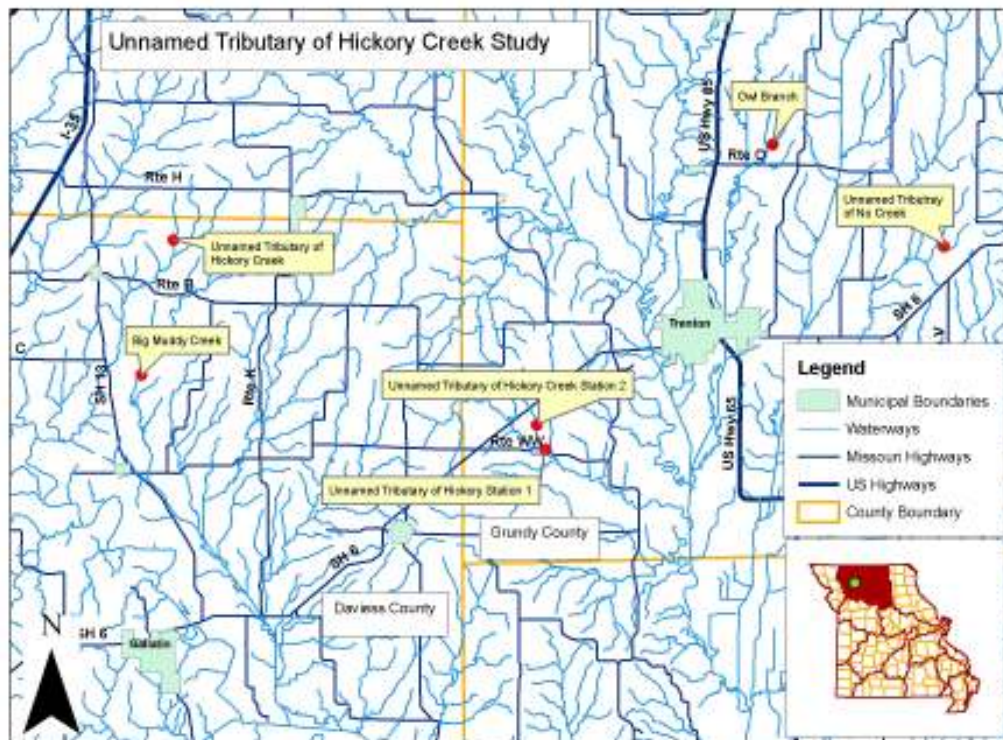 Unnamed Tributary of Hickory Creek Study
I-35
US Hwy 65
Owl Branch
Rte O
Rte H
Unnamed Tributary
of No Creek
Unnamed Tributary of
Hickory Creek
Rte B
SH 6
Trenton
V
Big Muddy Creek
C
SH 13
Rte K
Unnamed Tributary of Hickory Creek Station 2
Rte WW
US Hwy 65
Unnamed Tributary of Hickory Station 1
Grundy County
SH 6
Daviess County
SH 6
Gallatin
N
Legend
Municipal Boundaries
Waterways
Missouri Highways
US Highways
County Boundary